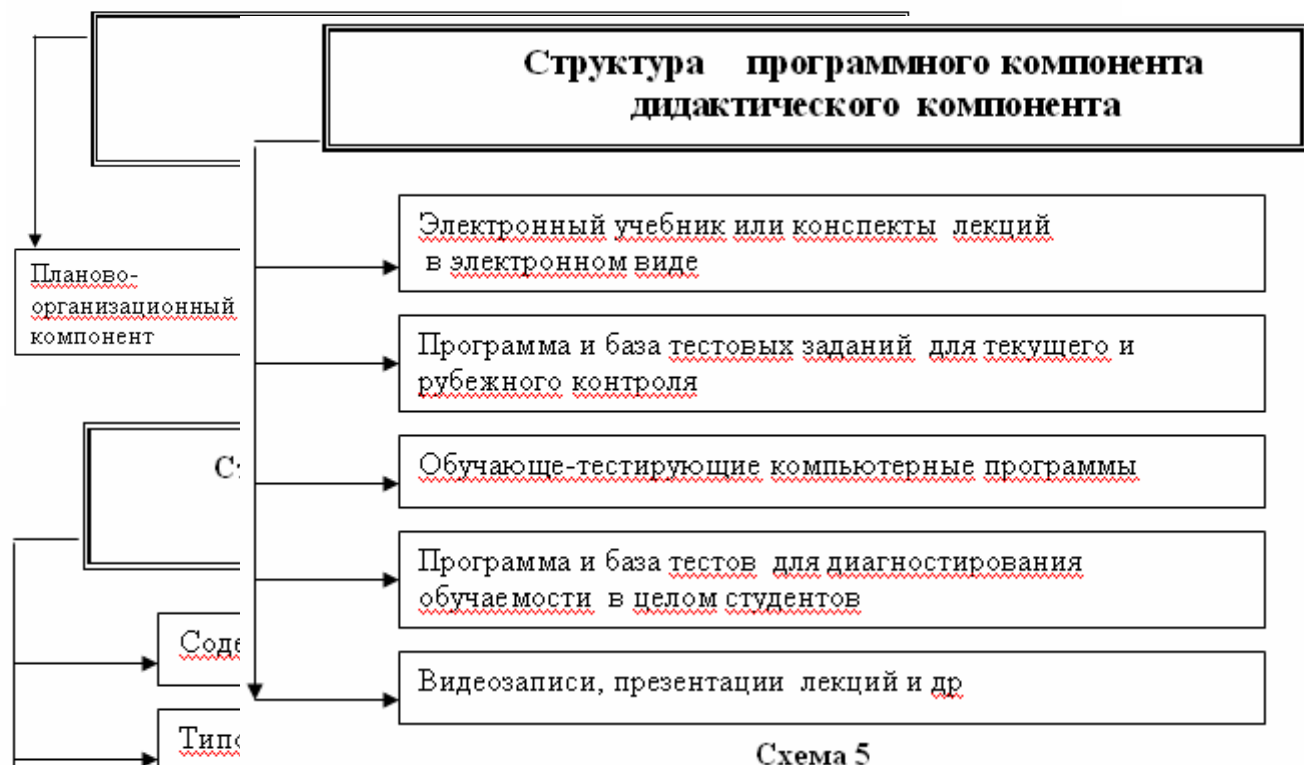 Структура программного компонента
дидактического компонента
Электронный учебник или конспекты лекций
в электронном виде
Планово-
организационный
компонент
Программа и база тестовых заданий для текущего и
рубежного контроля
Обучающе-тестирующие компьютерные программы
Программа и база тестов для диагностирования
обучаемости в целом студентов
Видеозаписи, презентации лекций и др
Схема 5